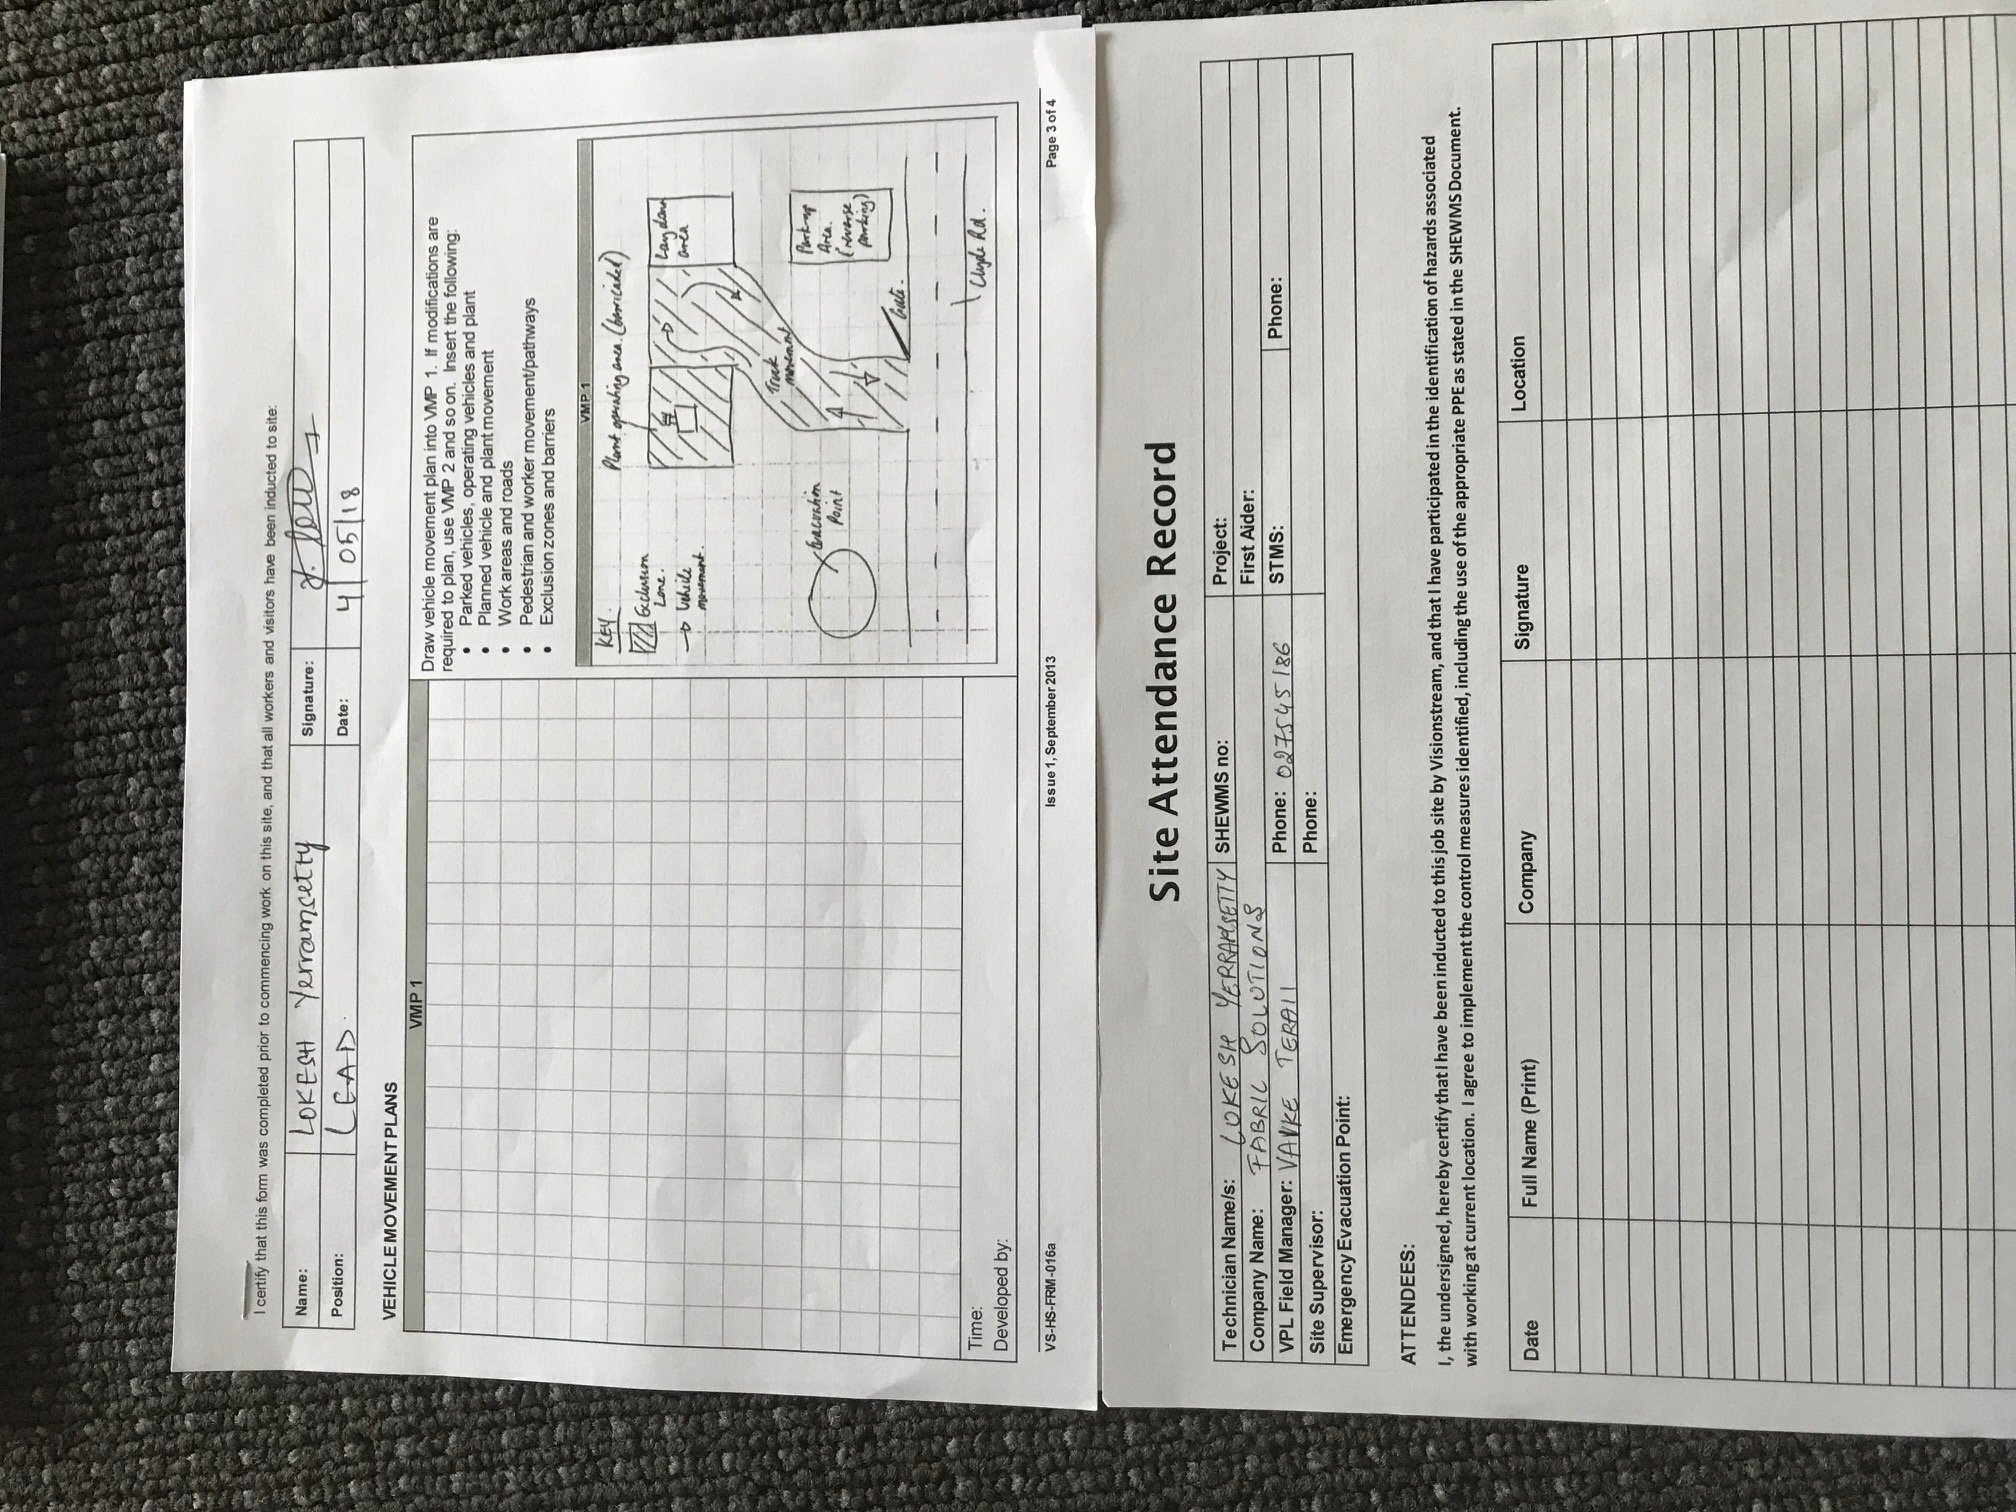 I certify that this form was completed prior to commencing work on this site, and that all workers and visitors have been inducted to site:
Name: LOKESH Yerramsetty Signature:
Position: LEAD. Date: 4/05/18
VEHICLE MOVEMENT PLANS
VMP 1
Draw vehicle movement plan into VMP 1. If modifications are
required to plan, use VMP 2 and so on. Insert the following:
• Parked vehicles, operating vehicles and plant
• Planned vehicle and plant movement
• Work areas and roads
• Pedestrian and worker movement/pathways
• Exclusion zones and barriers
VMP 1
KEY.
Plant operating area. (barricaded)
Exclusion
Zone.
Vehicle
movement.
Laydown
area
Truck
movement
Evacuation
Point
Park-up
Area.
(reverse
parking)
Gate.
Clyde Rd.
Time:
Developed by:
VS-HS-FRM-016a Issue 1, September 2013 Page 3 of 4
Site Attendance Record
Technician Name/s: LOKESH YERRAMSETTY SHEWMS no: Project:
Company Name: FABRIC SOLUTIONS First Aider:
VPL Field Manager: Phone: 027545186 STMS: Phone:
Site Supervisor: Phone:
Emergency Evacuation Point:
ATTENDEES:
I, the undersigned, hereby certify that I have been inducted to this job site by Visionstream, and that I have participated in the identification of hazards associated
with working at current location. I agree to implement the control measures identified, including the use of the appropriate PPE as stated in the SHEWMS Document.
Date Full Name (Print) Company Signature Location